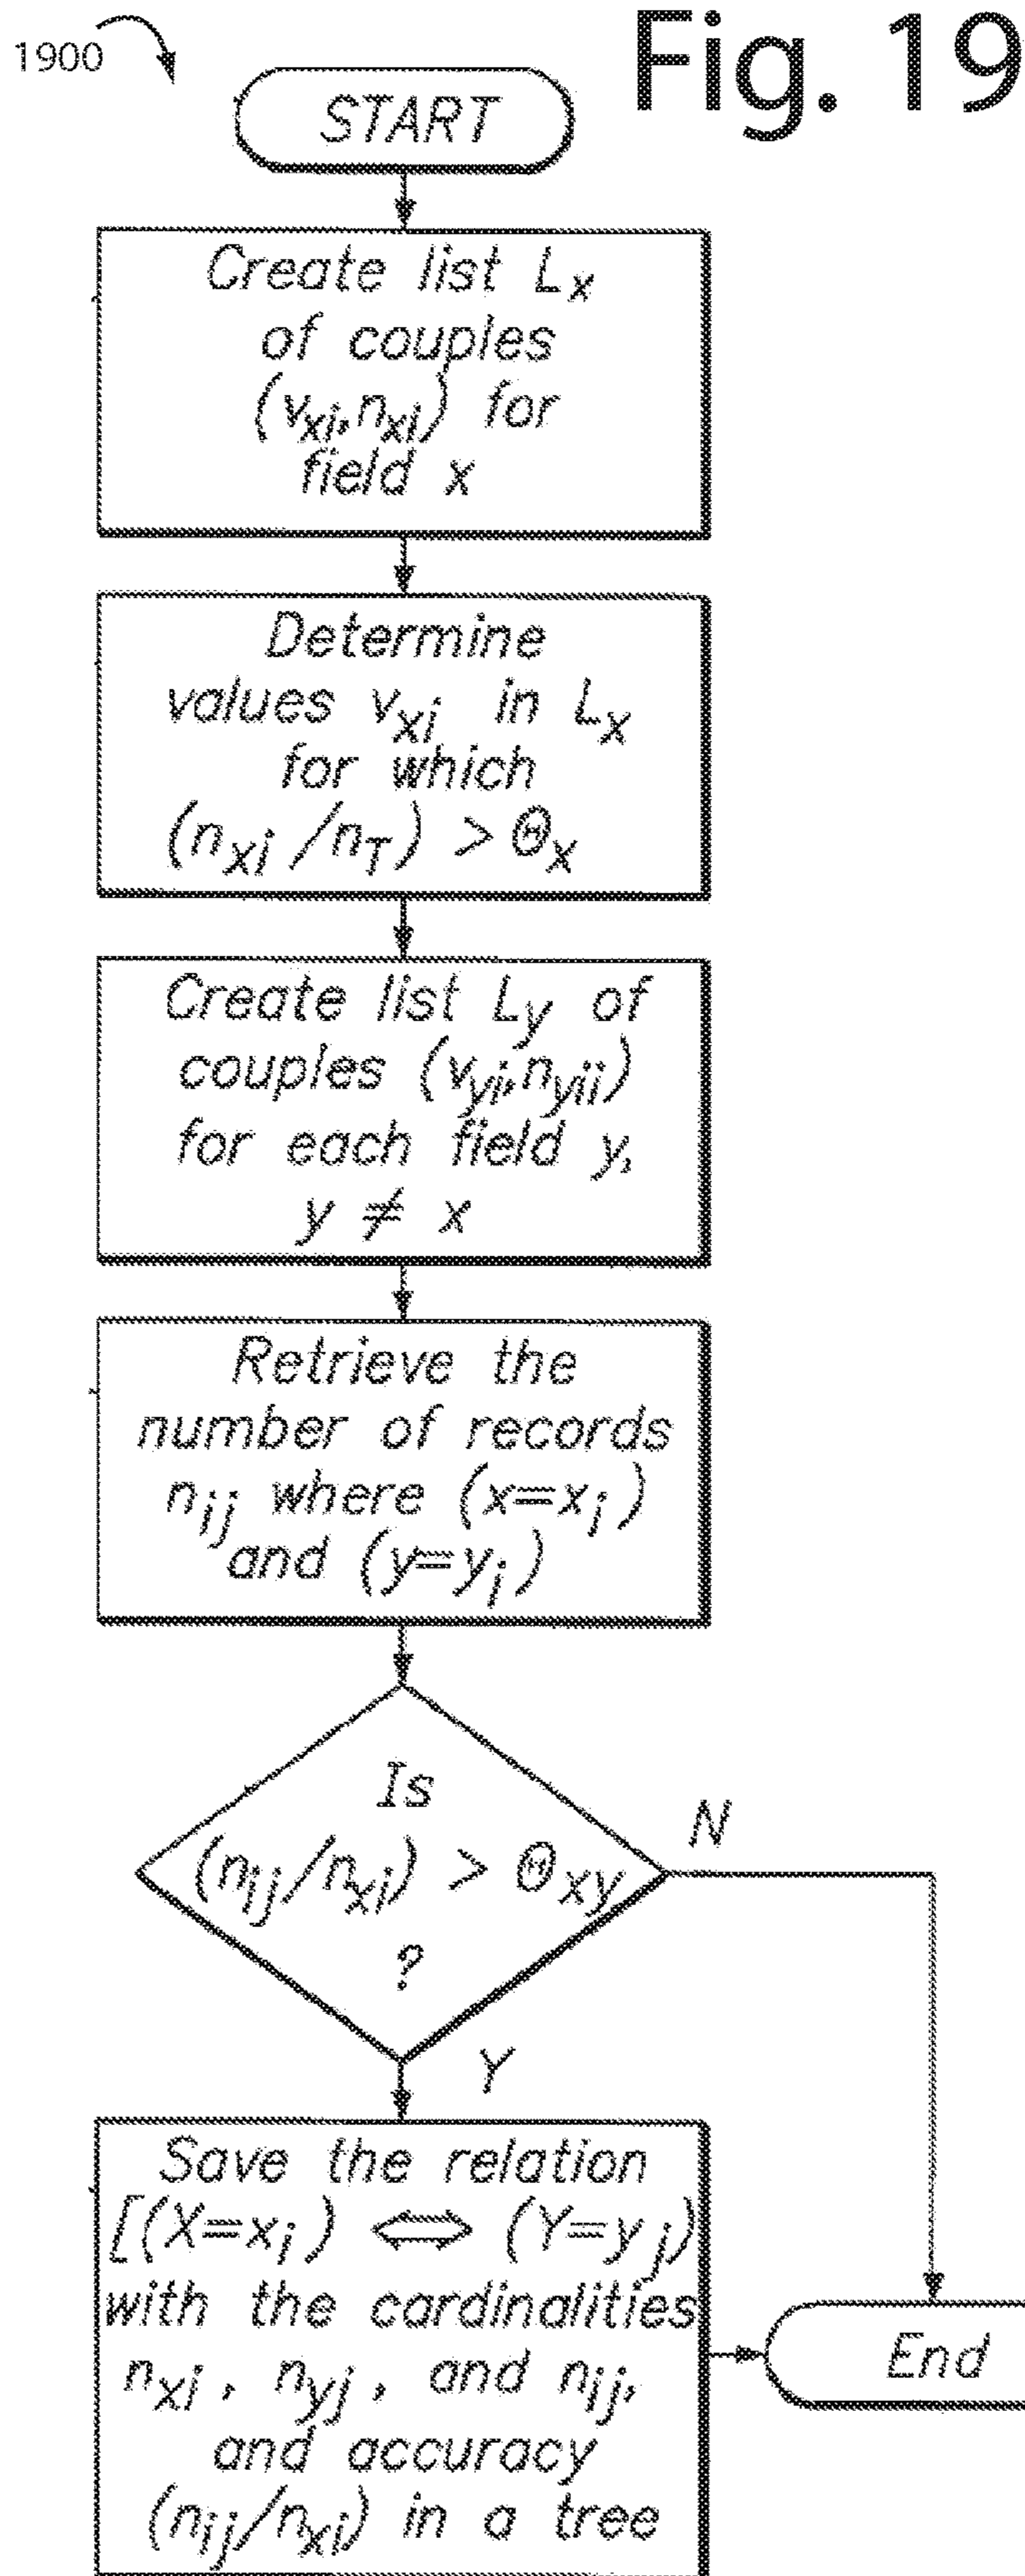 1900
Fig. 19
START
Create list Lx
of couples
(vxi,nxi) for
field x
Determine
values vxi in Lx
for which
(nxi /nT) > Θx
Create list Ly of
couples (vyi,nyii)
for each field y,
y ≠ x
Retrieve the
number of records
nij where (x=xi)
and (y=yi)
Is
(nij/nxi) > Θxy
?
N
Y
Save the relation
[(X=xi) ⟺ (Y=yj)
with the cardinalities
nxi, nyj, and nij,
and accuracy
(nij/nxi) in a tree
End